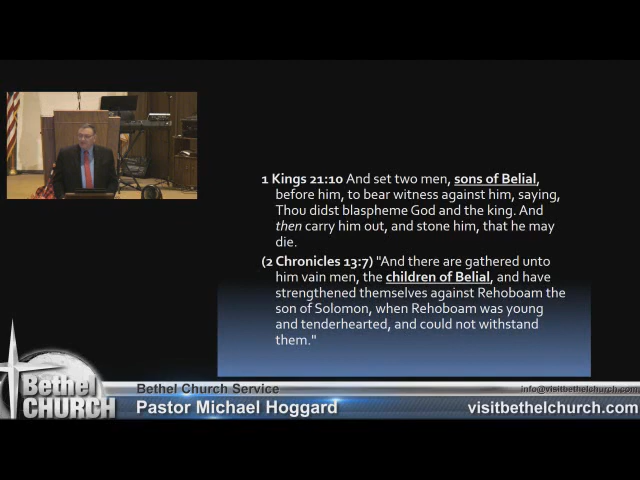 1 Kings 21:10 And set two men, sons of Belial,
before him, to bear witness against him, saying,
Thou didst blaspheme God and the king. And
then carry him out, and stone him, that he may
die.
(2 Chronicles 13:7) "And there are gathered unto
him vain men, the children of Belial, and have
strengthened themselves against Rehoboam the
son of Solomon, when Rehoboam was young
and tenderhearted, and could not withstand
them."
Bethel
CHURCH
Bethel Church Service
info@visitbethelchurch.com
Pastor Michael Hoggard
visitbethelchurch.com